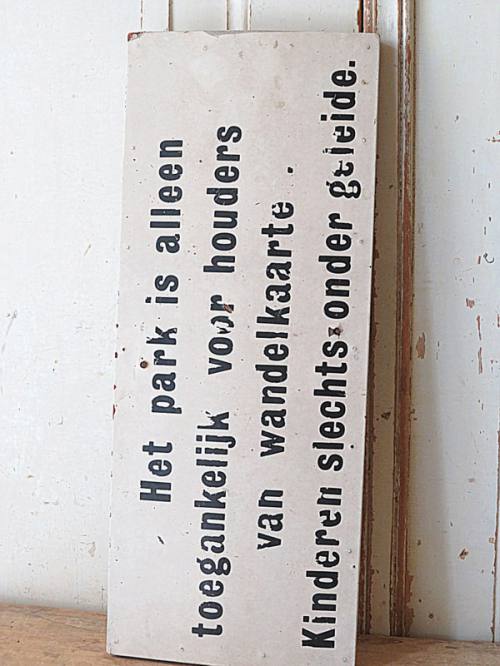 Het park is alleen
toegankelijk voor houders
van wandelkaarte.
Kinderen slechts onder geleide.